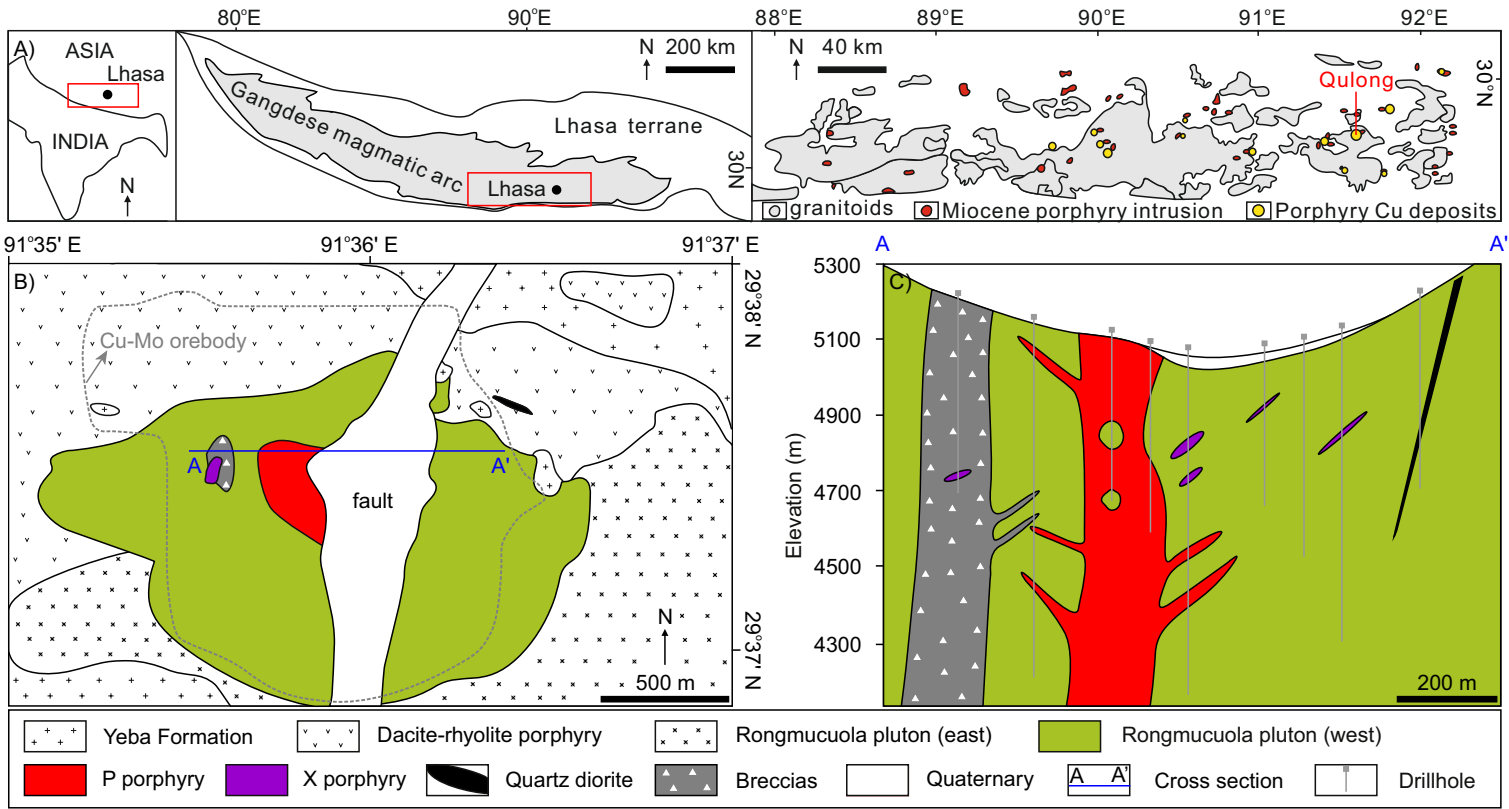 80° 90° 88° 89° 90° 91° 92°
A) ASIA
Lhasa
INDIA
N
N 200 km
Gangdese magmatic arc
Lhasa terrane
Lhasa
30°N
N 40 km
30°N
Qulong
granitoids Miocene porphyry intrusion Porphyry Cu deposits
91°35' E 91°36' E 91°37' E
B)
Cu-Mo orebody
A A'
fault
N
500 m
29°38' N
29°37' N
A A'
C)
5300
5100
4900
4700
4500
4300
Elevation (m)
200 m
Yeba Formation Dacite-rhyolite porphyry Rongmucuola pluton (east) Rongmucuola pluton (west)
P porphyry X porphyry Quartz diorite Breccias Quaternary A A' Cross section Drillhole